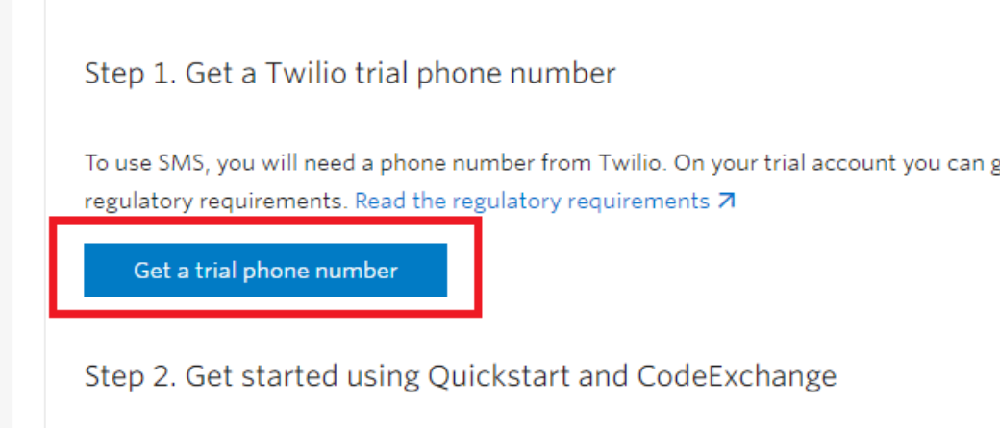 Step 1. Get a Twilio trial phone number
To use SMS, you will need a phone number from Twilio. On your trial account you can
regulatory requirements. Read the regulatory requirements
Get a trial phone number
Step 2. Get started using Quickstart and CodeExchange